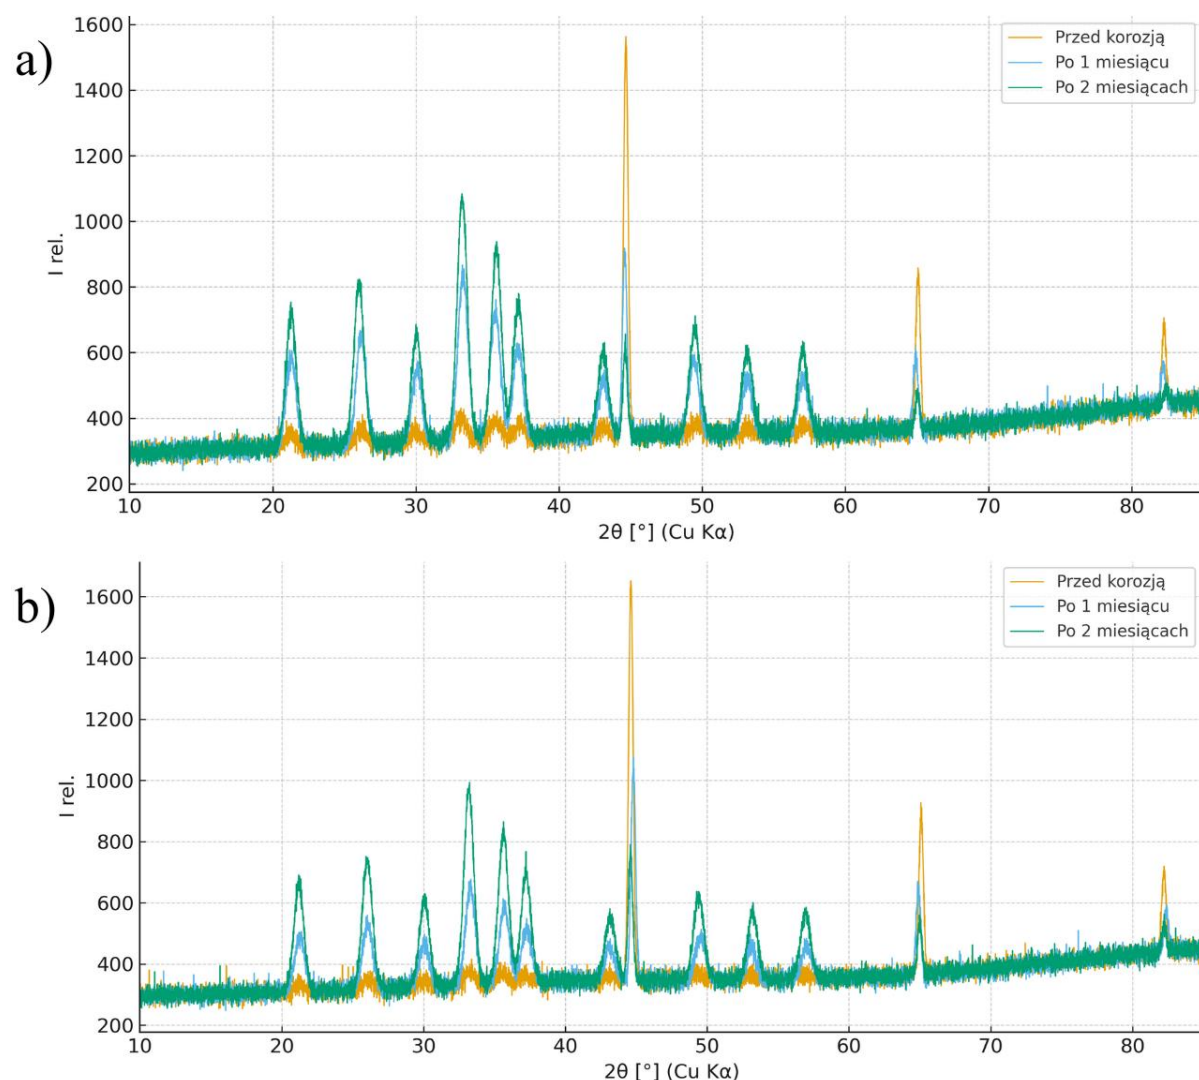 a)
1600
1400
1200
1000
800
600
400
200
I rel.
Przed korozją
Po 1 miesiącu
Po 2 miesiącach
10 20 30 40 50 60 70 80
2θ [°] (Cu Kα)
b)
1600
1400
1200
1000
800
600
400
200
I rel.
Przed korozją
Po 1 miesiącu
Po 2 miesiącach
10 20 30 40 50 60 70 80
2θ [°] (Cu Kα)